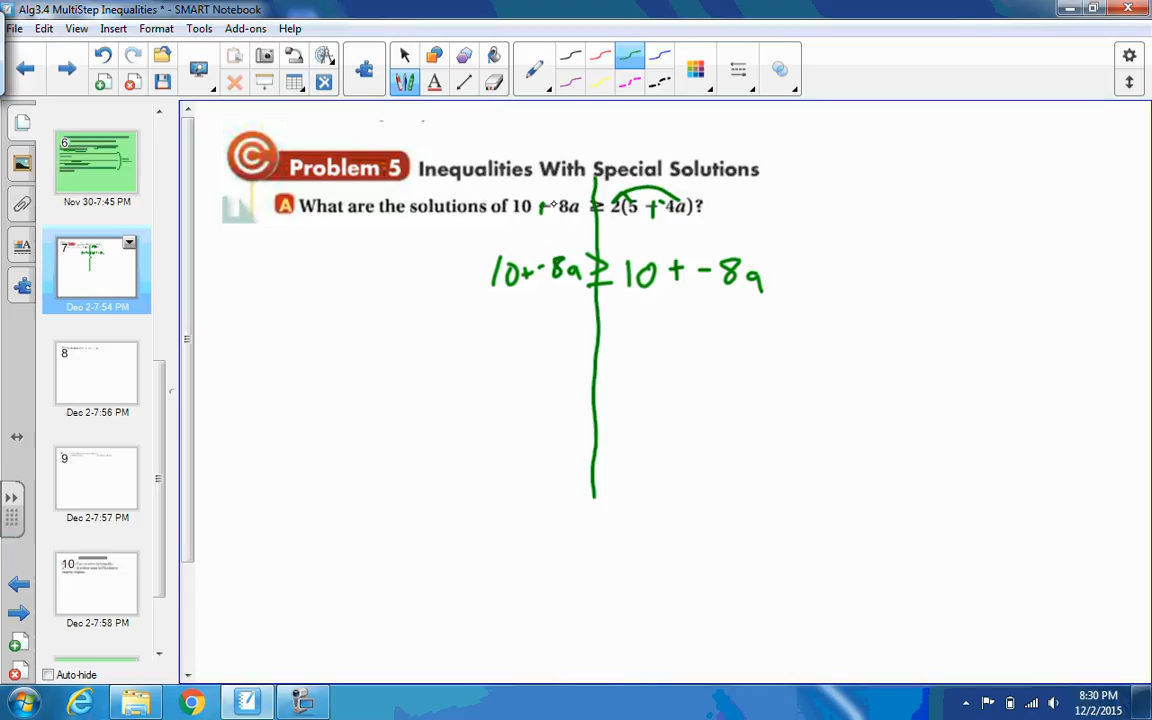 Alg3.4 MultiStep Inequalities * - SMART Notebook
File Edit View Insert Format Tools Add-ons Help
6
Nov 30-7:45 PM
7
Dec 2-7:54 PM
8
Dec 2-7:56 PM
9
Dec 2-7:57 PM
10
Dec 2-7:58 PM
Auto-hide
C Problem 5 Inequalities With Special Solutions
A What are the solutions of 10 + -8a ≥ 2(5 + -4a)?
10+-8a ≥ 10 + -8a
8:30 PM
12/2/2015